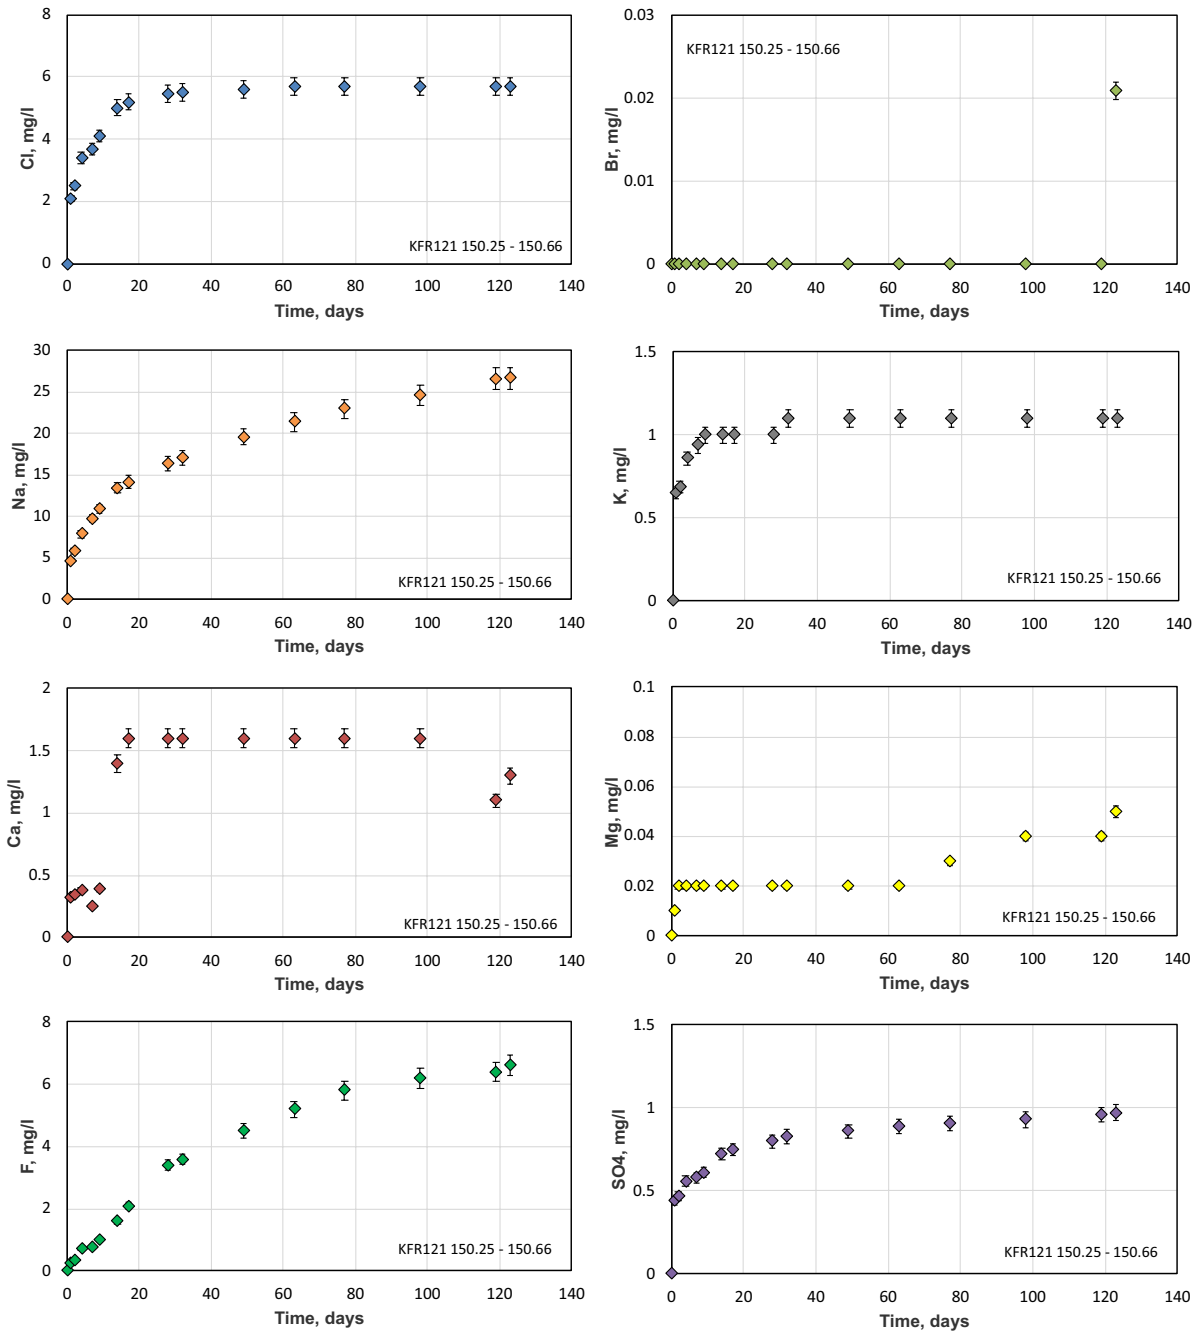 8
6
4
2
0
Cl, mg/l
KFR121 150.25 - 150.66
0 20 40 60 80 100 120 140
Time, days
0.03
0.02
0.01
0
Br, mg/l
KFR121 150.25 - 150.66
0 20 40 60 80 100 120 140
Time, days
30
25
20
15
10
5
0
Na, mg/l
KFR121 150.25 - 150.66
0 20 40 60 80 100 120 140
Time, days
1.5
1
0.5
0
K, mg/l
KFR121 150.25 - 150.66
0 20 40 60 80 100 120 140
Time, days
2
1.5
1
0.5
0
Ca, mg/l
KFR121 150.25 - 150.66
0 20 40 60 80 100 120 140
Time, days
0.1
0.08
0.06
0.04
0.02
0
Mg, mg/l
KFR121 150.25 - 150.66
0 20 40 60 80 100 120 140
Time, days
8
6
4
2
0
F, mg/l
KFR121 150.25 - 150.66
0 20 40 60 80 100 120 140
Time, days
1.5
1
0.5
0
SO4, mg/l
KFR121 150.25 - 150.66
0 20 40 60 80 100 120 140
Time, days